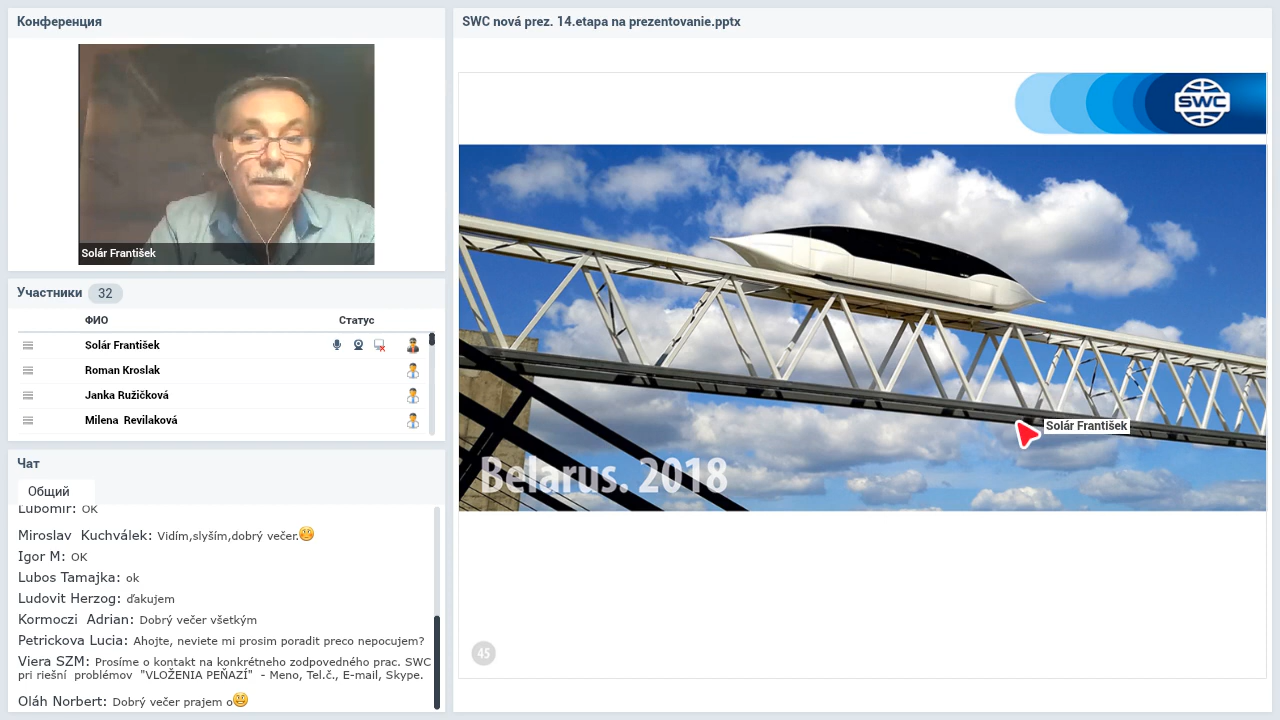 Конференция
Solár František
Участники 32
ФИО Статус
Solár František
Roman Kroslak
Janka Ružičková
Milena Revilaková
Чат
Общий
Lubomir: OK
Miroslav Kuchválek: Vidím,slyším,dobrý večer.
Igor M: OK
Lubos Tamajka: ok
Ludovit Herzog: ďakujem
Kormoczi Adrian: Dobrý večer všetkým
Petrickova Lucia: Ahojte, neviete mi prosim poradit preco nepocujem?
Viera SZM: Prosíme o kontakt na konkrétneho zodpovedného prac. SWC
pri riešní problémov "VLOŽENIA PEŇAZÍ" - Meno, Tel.č., E-mail, Skype.
Oláh Norbert: Dobrý večer prajem o
SWC nová prez. 14.etapa na prezentovanie.pptx
SWC
Solár František
Belarus. 2018
45